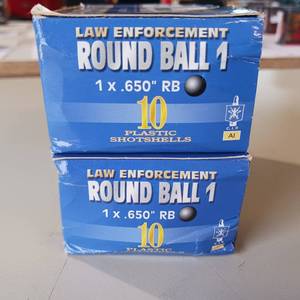 LAW ENFORCEMENT
ROUND BALL 1
1 x .650" RB
10
PLASTIC
SHOTSHELLS
C.I.P.
AI
LAW ENFORCEMENT
ROUND BALL 1
1 x .650" RB
10
PLASTIC